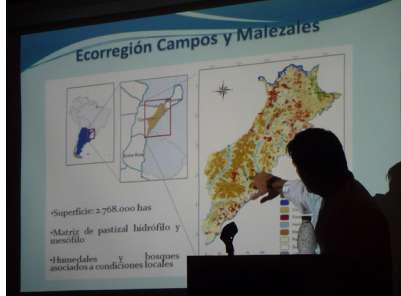 Ecorregión Campos y Malezales
•Superficie: 2.768.000 has
•Matriz de pastizal hidrófilo y
mesófilo
•Humedales y bosques
asociados a condiciones locales